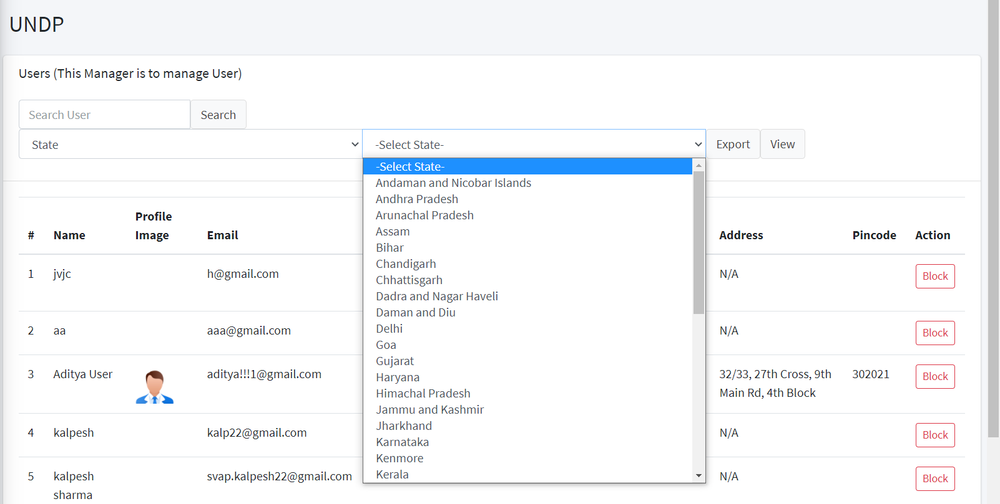 UNDP
Users (This Manager is to manage User)
Search User
Search
State
-Select State-
Export
View
-Select State-
Andaman and Nicobar Islands
Andhra Pradesh
Arunachal Pradesh
Assam
Bihar
Chandigarh
Chhattisgarh
Dadra and Nagar Haveli
Daman and Diu
Delhi
Goa
Gujarat
Haryana
Himachal Pradesh
Jammu and Kashmir
Jharkhand
Karnataka
Kenmore
Kerala
# Name Profile Image Email Address Pincode Action
1 jvjc h@gmail.com N/A Block
2 aa aaa@gmail.com N/A Block
3 Aditya User aditya!!!1@gmail.com 32/33, 27th Cross, 9th 302021 Block
Main Rd, 4th Block
4 kalpesh kalp22@gmail.com N/A Block
5 kalpesh svap.kalpesh22@gmail.com N/A Block
sharma